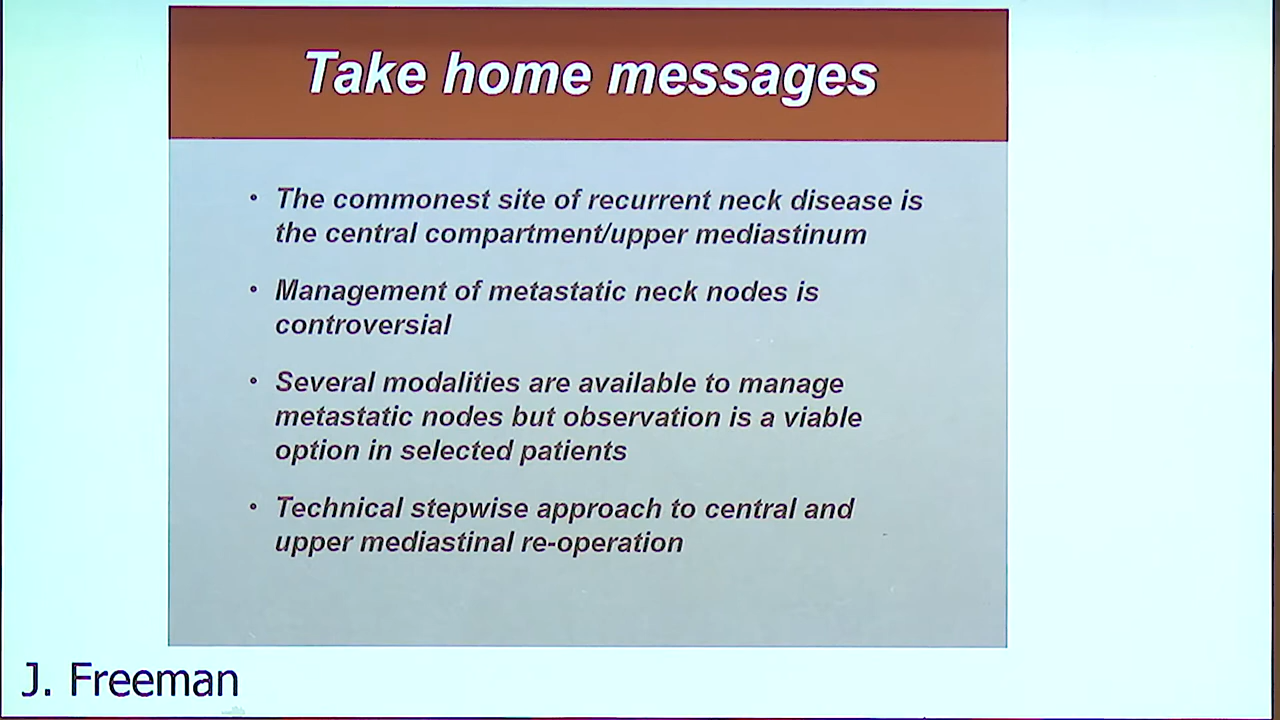 Take home messages
• The commonest site of recurrent neck disease is
the central compartment/upper mediastinum
• Management of metastatic neck nodes is
controversial
• Several modalities are available to manage
metastatic nodes but observation is a viable
option in selected patients
• Technical stepwise approach to central and
upper mediastinal re-operation
J. Freeman